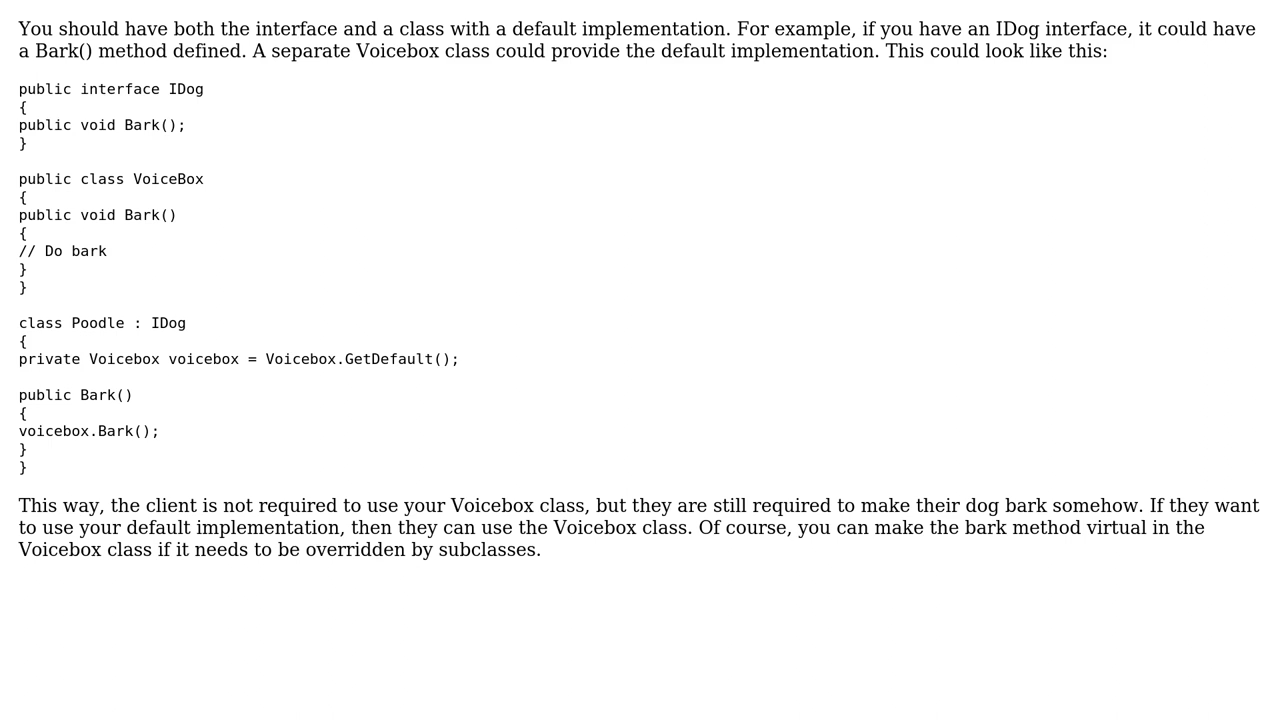 You should have both the interface and a class with a default implementation. For example, if you have an IDog interface, it could have
a Bark() method defined. A separate Voicebox class could provide the default implementation. This could look like this:
public interface IDog
{
public void Bark();
}
public class VoiceBox
{
public void Bark()
{
// Do bark
}
}
class Poodle : IDog
{
private Voicebox voicebox = Voicebox.GetDefault();
public Bark()
{
voicebox.Bark();
}
}
This way, the client is not required to use your Voicebox class, but they are still required to make their dog bark somehow. If they want
to use your default implementation, then they can use the Voicebox class. Of course, you can make the bark method virtual in the
Voicebox class if it needs to be overridden by subclasses.